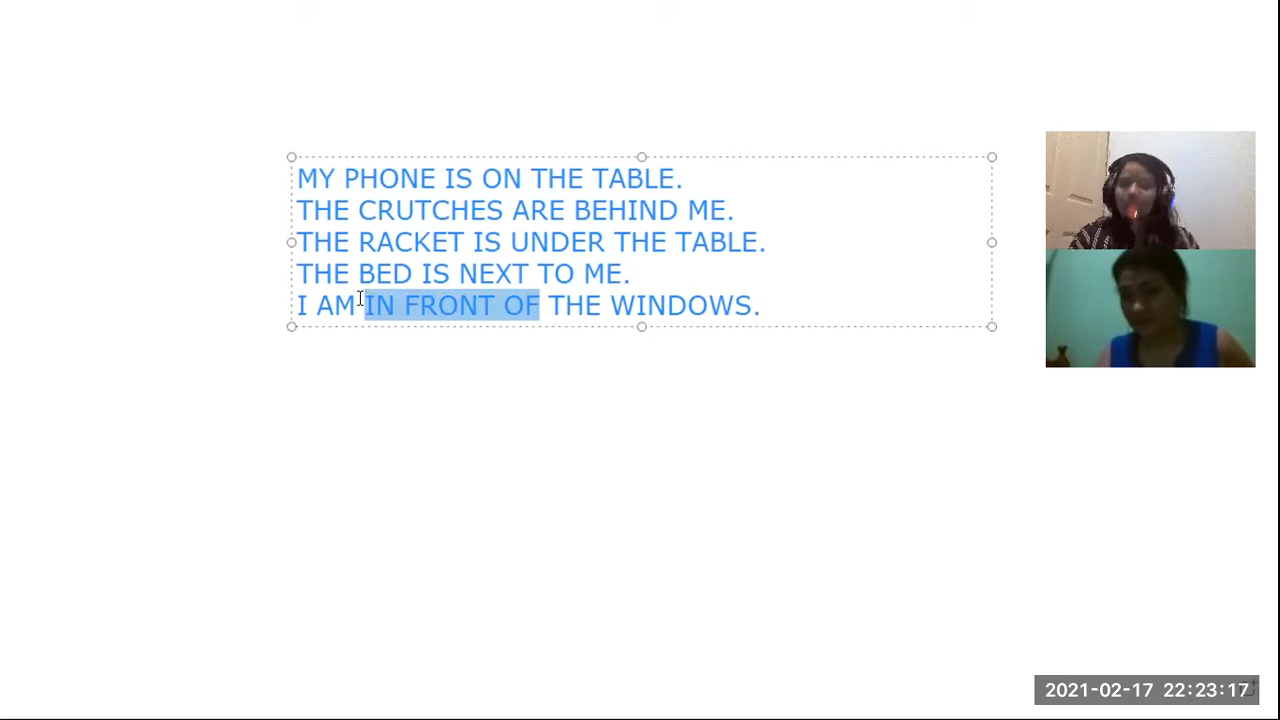 MY PHONE IS ON THE TABLE.
THE CRUTCHES ARE BEHIND ME.
THE RACKET IS UNDER THE TABLE.
THE BED IS NEXT TO ME.
I AM IN FRONT OF THE WINDOWS.
2021-02-17 22:23:17